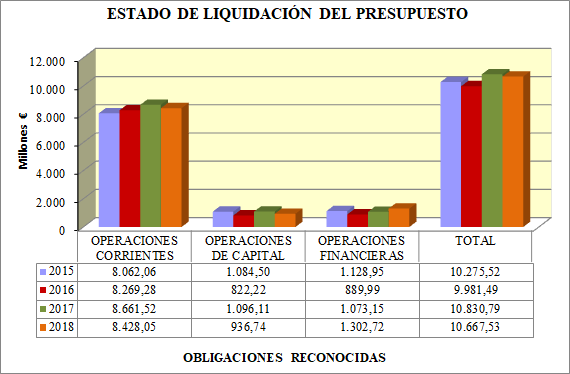 ESTADO DE LIQUIDACIÓN DEL PRESUPUESTO
12.000
10.000
8.000
6.000
4.000
2.000
0
Millones €
OPERACIONES CORRIENTES OPERACIONES DE CAPITAL OPERACIONES FINANCIERAS TOTAL
2015 8.062,06 1.084,50 1.128,95 10.275,52
2016 8.269,28 822,22 889,99 9.981,49
2017 8.661,52 1.096,11 1.073,15 10.830,79
2018 8.428,05 936,74 1.302,72 10.667,53
OBLIGACIONES RECONOCIDAS